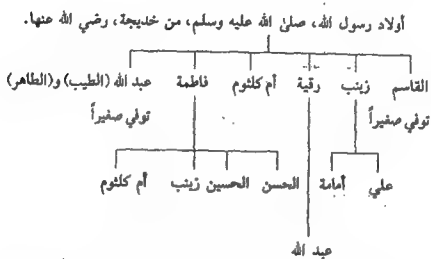 أولاد رسول الله، صلىٰ الله عليه وسلم، من خديجة، رضي الله عنها.
القاسم زينب رقية أم كلثوم فاطمة عبد الله (الطيب) و(الطاهر)
توفي صغيراً توفي صغيراً
علي أمامة الحسن الحسين زينب أم كلثوم
عبد الله